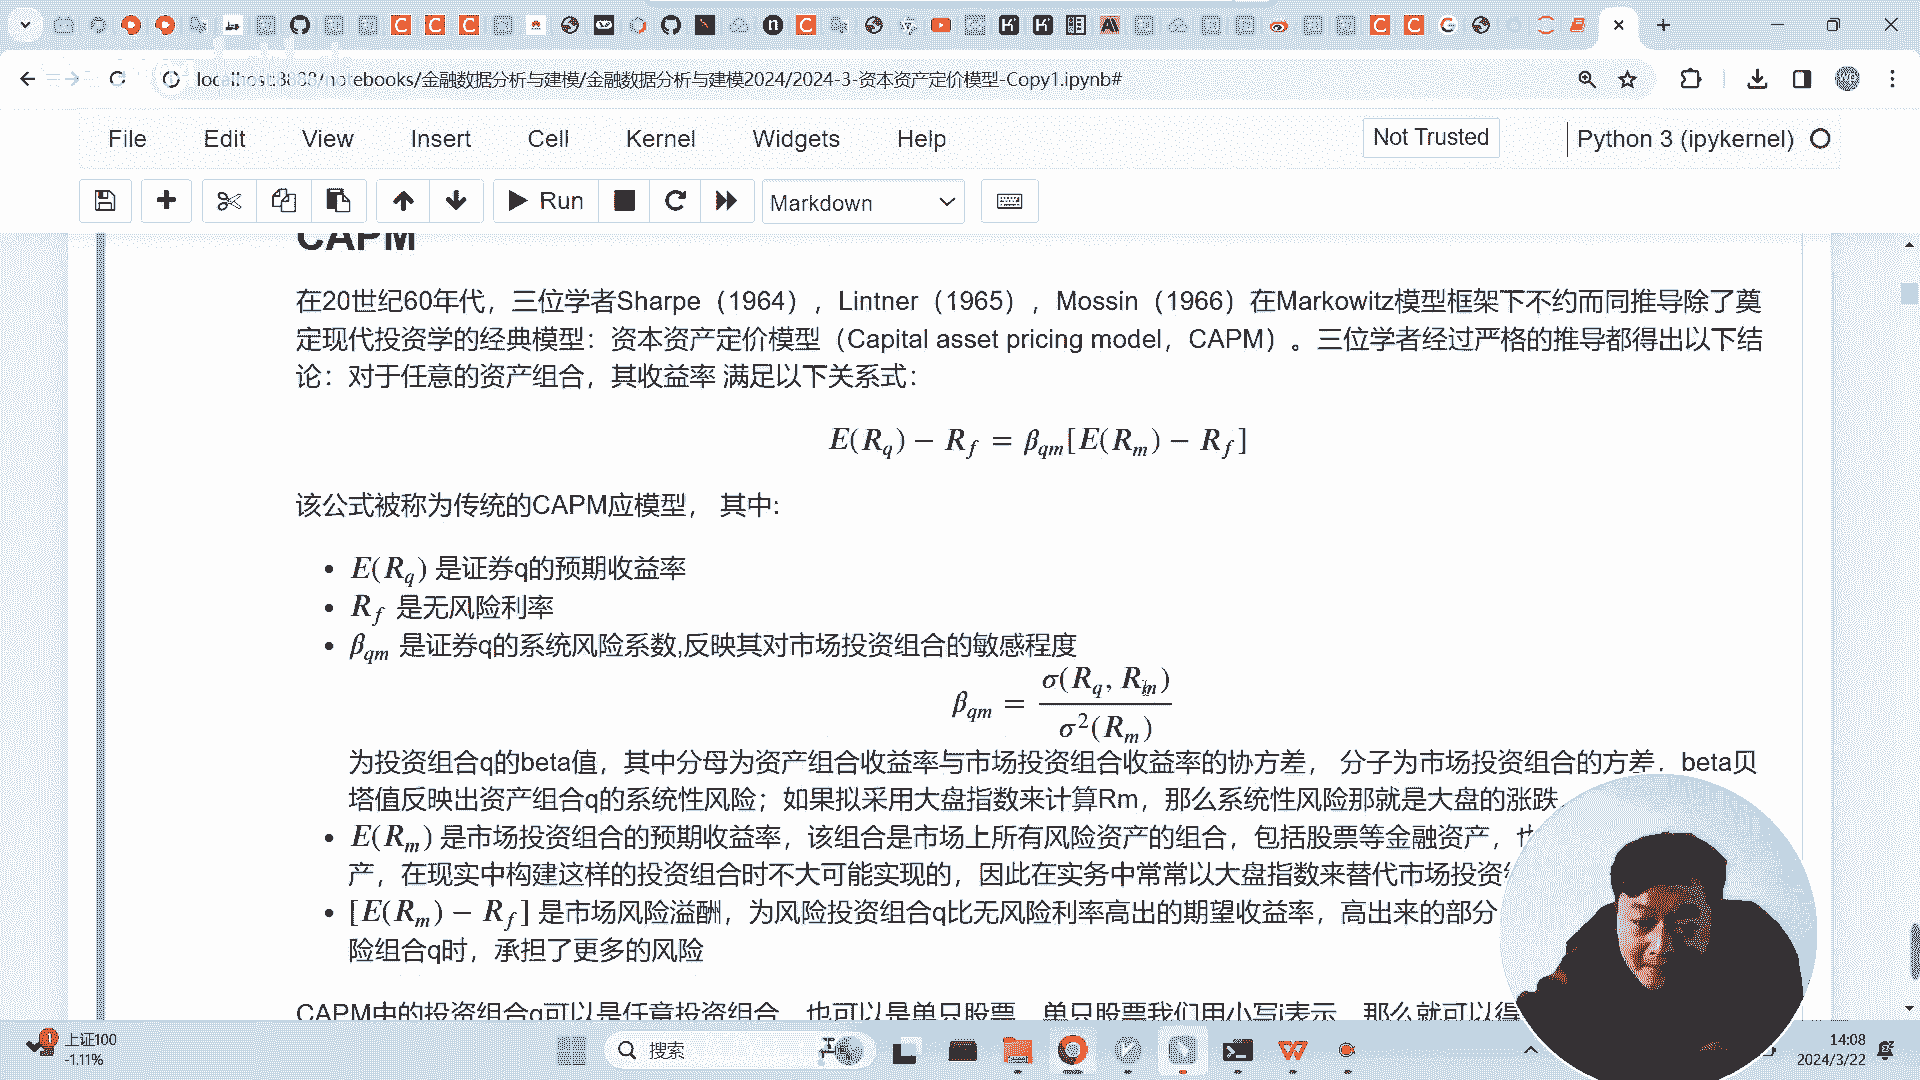 localhost:8888/notebooks/金融数据分析与建模/金融数据分析与建模2024/2024-3-资本资产定价模型-Copy1.ipynb#
File Edit View Insert Cell Kernel Widgets Help Not Trusted Python 3 (ipykernel)
Run Markdown
CAPM
在20世纪60年代，三位学者Sharpe（1964），Lintner（1965），Mossin（1966）在Markowitz模型框架下不约而同推导除了奠
定现代投资学的经典模型：资本资产定价模型（Capital asset pricing model，CAPM）。三位学者经过严格的推导都得出以下结
论：对于任意的资产组合，其收益率 满足以下关系式：
E(R_q) − R_f = β_qm[E(R_m) − R_f]
该公式被称为传统的CAPM应模型， 其中:
• E(R_q) 是证券q的预期收益率
• R_f 是无风险利率
• β_qm 是证券q的系统风险系数,反映其对市场投资组合的敏感程度
β_qm = σ(R_q, R_m) / σ²(R_m)
为投资组合q的beta值，其中分母为资产组合收益率与市场投资组合收益率的协方差， 分子为市场投资组合的方差．beta贝
塔值反映出资产组合q的系统性风险；如果拟采用大盘指数来计算Rm，那么系统性风险那就是大盘的涨跌
• E(R_m) 是市场投资组合的预期收益率，该组合是市场上所有风险资产的组合，包括股票等金融资产，也
产，在现实中构建这样的投资组合时不大可能实现的，因此在实务中常常以大盘指数来替代市场投资
• [E(R_m) − R_f] 是市场风险溢酬，为风险投资组合q比无风险利率高出的期望收益率，高出来的部分
险组合q时，承担了更多的风险
CAPM中的投资组合q可以是任意投资组合，也可以是单只股票，单只股票我们用小写i表示，那么就可以得
上证100
-1.11%
搜索
14:08
2024/3/22